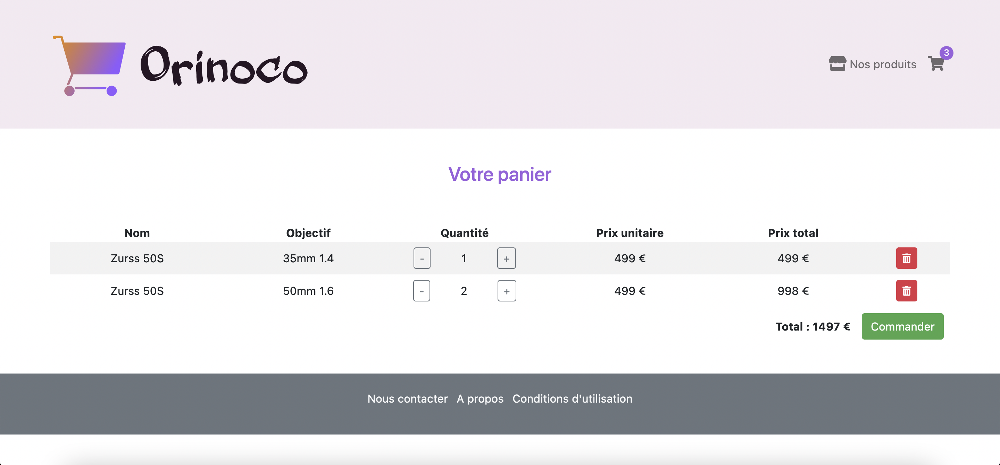 Orinoco
Nos produits 3
Votre panier
Nom Objectif Quantité Prix unitaire Prix total
Zurss 50S 35mm 1.4 - 1 + 499 € 499 €
Zurss 50S 50mm 1.6 - 2 + 499 € 998 €
Total : 1497 € Commander
Nous contacter A propos Conditions d'utilisation